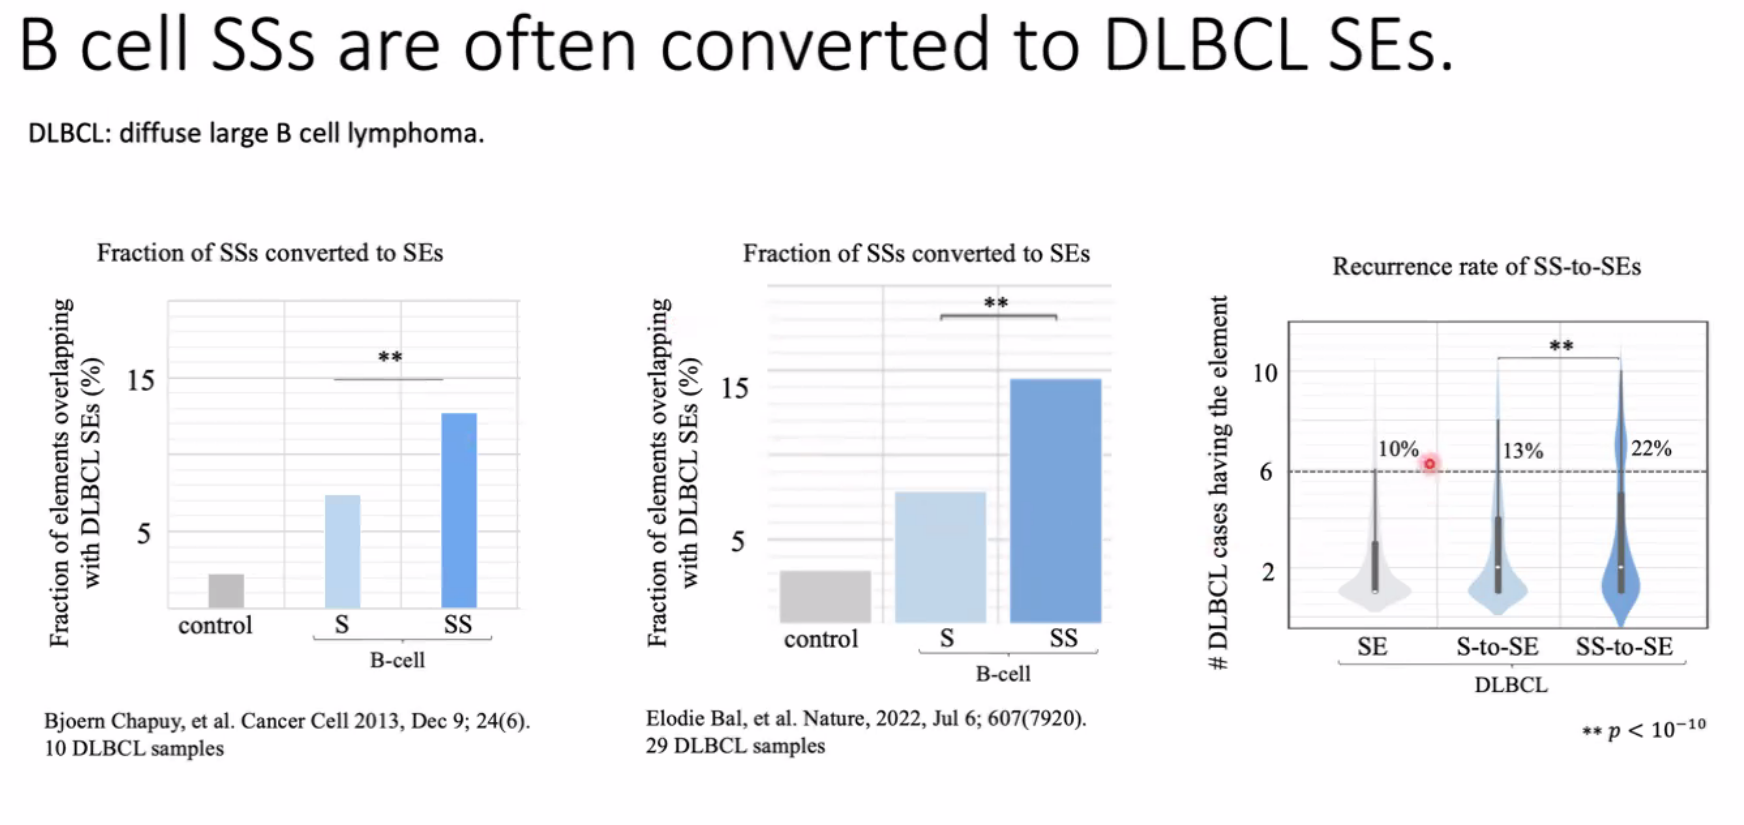 B cell SSs are often converted to DLBCL SEs.
DLBCL: diffuse large B cell lymphoma.
Fraction of SSs converted to SEs
Fraction of elements overlapping
with DLBCL SEs (%)
15
5
**
control
S
SS
B-cell
Bjoern Chapuy, et al. Cancer Cell 2013, Dec 9; 24(6).
10 DLBCL samples
Fraction of SSs converted to SEs
Fraction of elements overlapping
with DLBCL SEs (%)
15
5
**
control
S
SS
B-cell
Elodie Bal, et al. Nature, 2022, Jul 6; 607(7920).
29 DLBCL samples
Recurrence rate of SS-to-SEs
# DLBCL cases having the element
10
6
2
**
10%
13%
22%
SE
S-to-SE
SS-to-SE
DLBCL
** p < 10⁻¹⁰